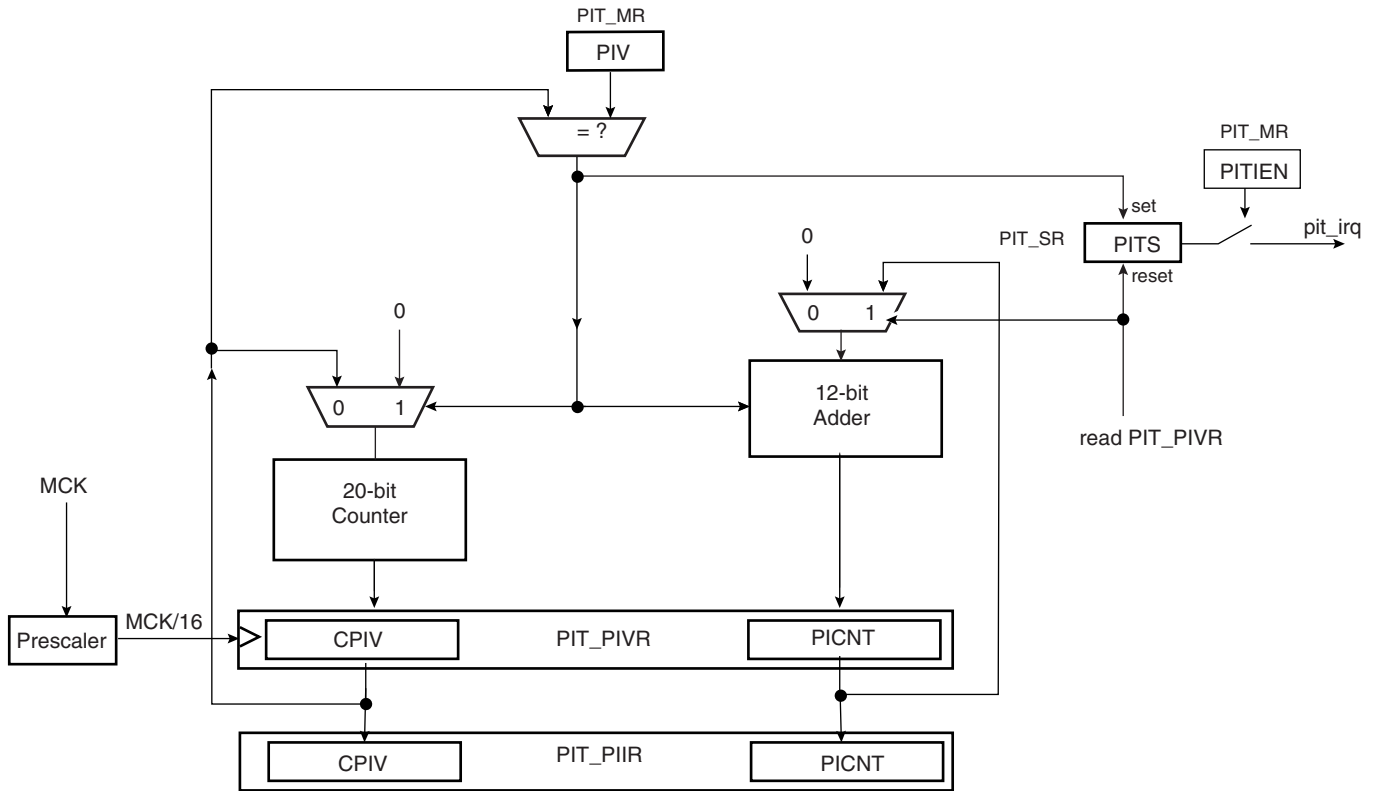 PIT_MR
PIV
= ?
PIT_MR
PITIEN
set
PIT_SR
PITS
pit_irq
reset
0
0 1
0
0 1
12-bit
Adder
read PIT_PIVR
MCK
20-bit
Counter
Prescaler
MCK/16
CPIV
PIT_PIVR
PICNT
CPIV
PIT_PIIR
PICNT